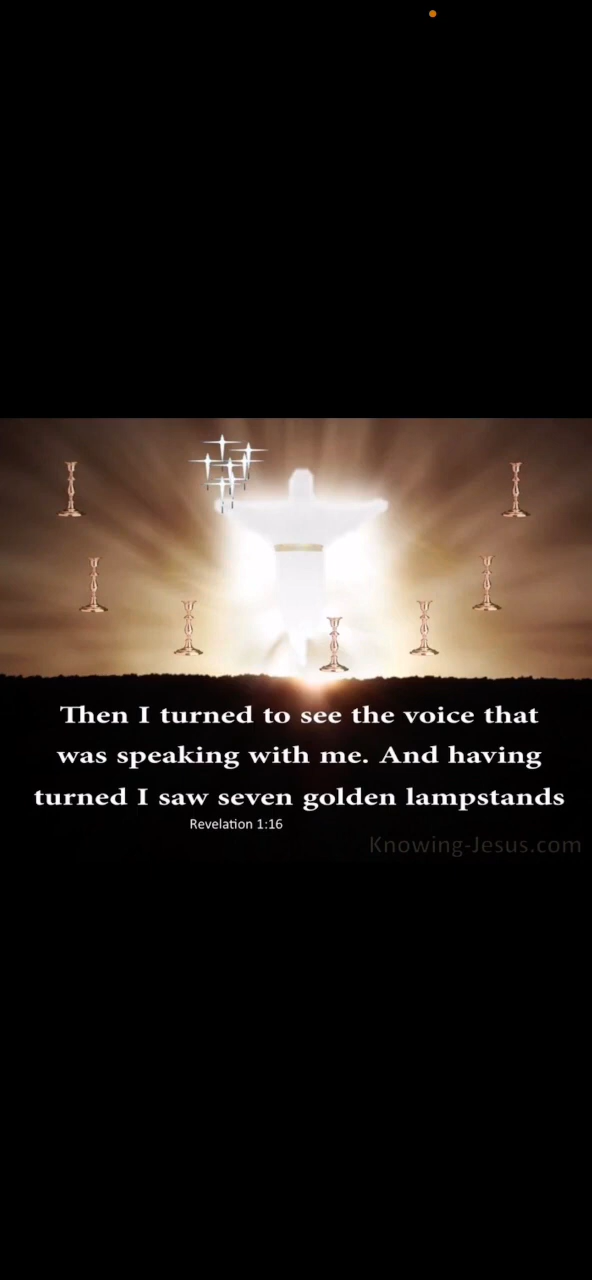 Then I turned to see the voice that
was speaking with me. And having
turned I saw seven golden lampstands
Revelation 1:16
Knowing-Jesus.com